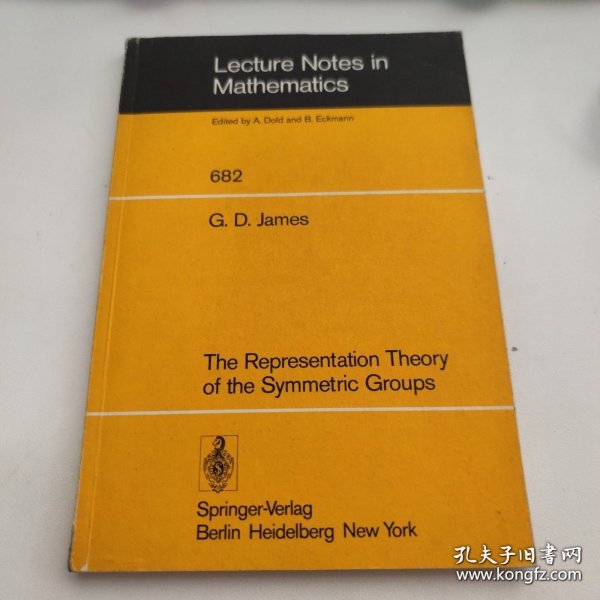 Lecture Notes in
Mathematics
Edited by A. Dold and B. Eckmann
682
G. D. James
The Representation Theory
of the Symmetric Groups
Springer-Verlag
Berlin Heidelberg New York
孔夫子旧书网
www.kongfz.com